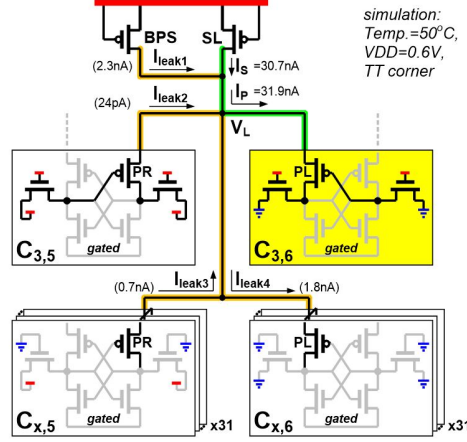 simulation:
Temp.=50°C,
VDD=0.6V,
TT corner
BPS
SL
Ileak1
(2.3nA)
IS =30.7nA
Ileak2
(24pA)
IP =31.9nA
VL
PR
PL
C3,5
gated
C3,6
gated
(0.7nA)
Ileak3
Ileak4
(1.8nA)
PR
PL
Cx,5
gated
x31
Cx,6
gated